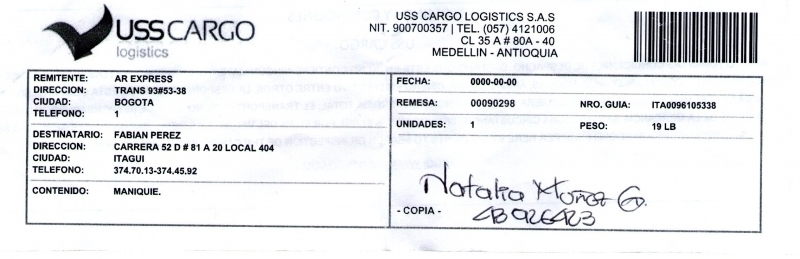 USSCARGO
logistics
USS CARGO LOGISTICS S.A.S
NIT. 900700357 | TEL. (057) 4121006
CL 35 A # 80A - 40
MEDELLIN - ANTIOQUIA
REMITENTE: AR EXPRESS
DIRECCION: TRANS 93#53-38
CIUDAD: BOGOTA
TELEFONO: 1
DESTINATARIO: FABIAN PEREZ
DIRECCION: CARRERA 52 D # 81 A 20 LOCAL 404
CIUDAD: ITAGUI
TELEFONO: 374.70.13-374.45.92
CONTENIDO: MANIQUIE.
FECHA: 0000-00-00
REMESA: 00090298 NRO. GUIA: ITA0096105338
UNIDADES: 1 PESO: 19 LB
Natalia Muñoz G.
- COPIA -